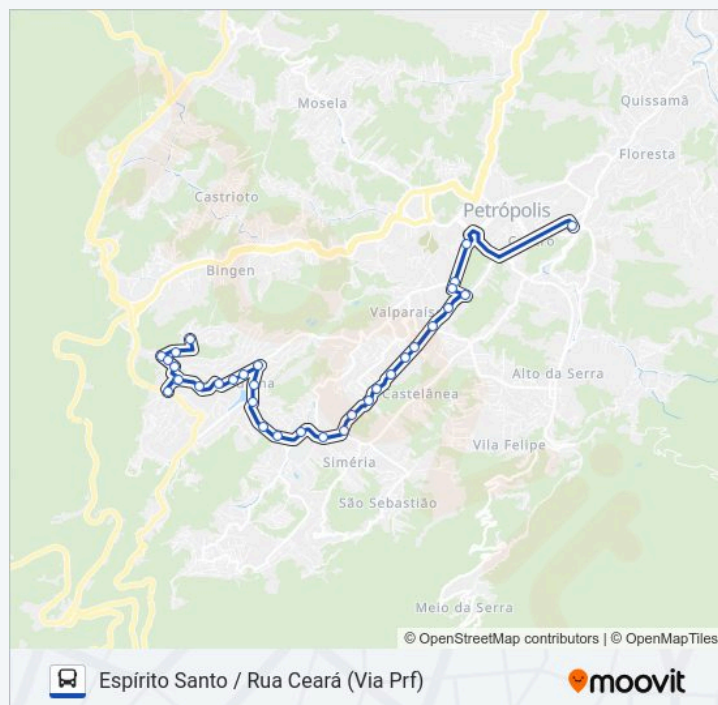 Quissamã
Mosela
Floresta
Castrioto
Petrópolis
Bingen
Valparaís
Alto da Serra
Castelânea
Vila Felipe
Siméria
São Sebastião
Meio da Serra
© OpenStreetMap contributors | © OpenMapTiles
Espírito Santo / Rua Ceará (Via Prf)
moovit